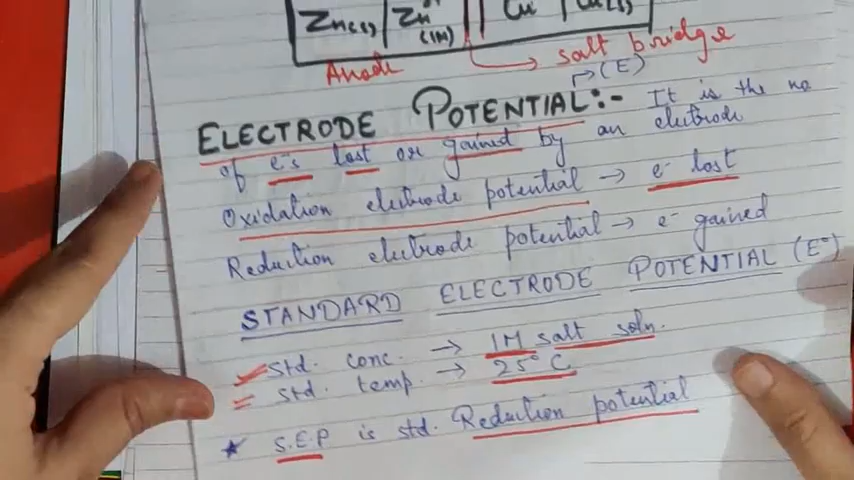 Zn(s) | Zn (1M) || Cu | Cu(s)
Anode → salt bridge
ELECTRODE POTENTIAL:- →(E) It is the no
of e⁻s lost or gained by an electrode
Oxidation electrode potential → e⁻ lost
Reduction electrode potential → e⁻ gained
STANDARD ELECTRODE POTENTIAL (E°)
std. conc. → 1M salt soln.
std. temp. → 25°C
* S.E.P is std. Reduction potential